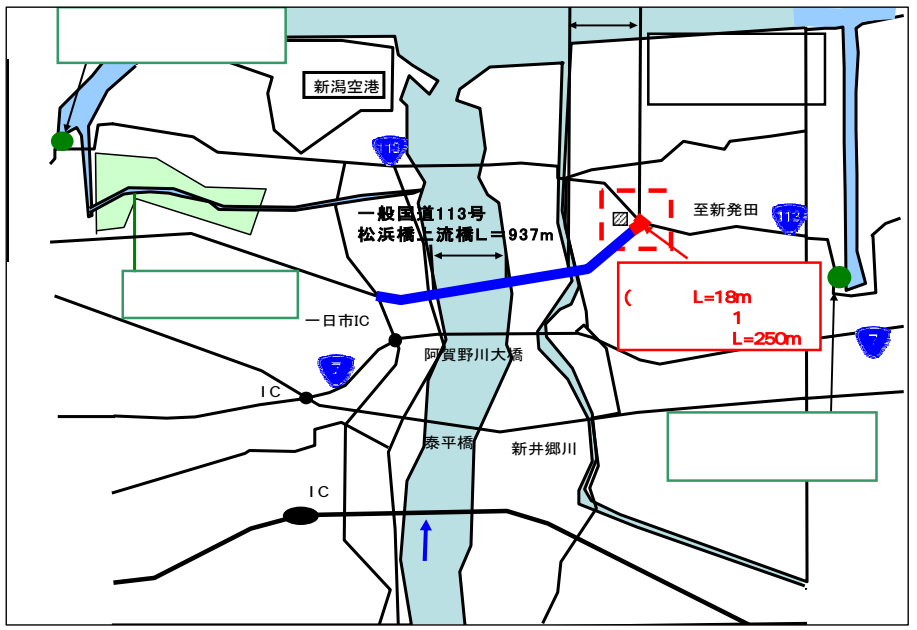 新潟空港
113
一般国道113号
松浜橋上流橋L=937m
至新発田
113
(
L=18m
1
L=250m
一日市IC
7
阿賀野川大橋
7
IC
泰平橋
新井郷川
IC